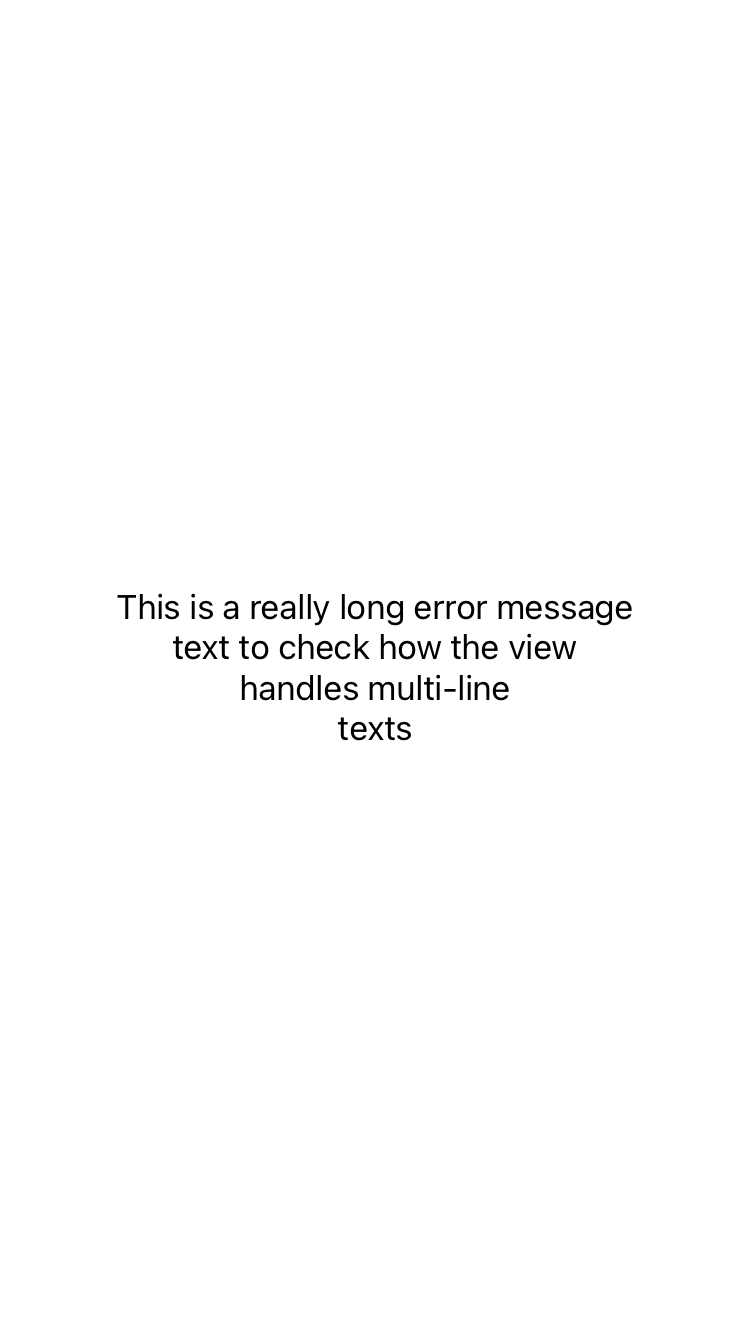 This is a really long error message
text to check how the view
handles multi-line
texts